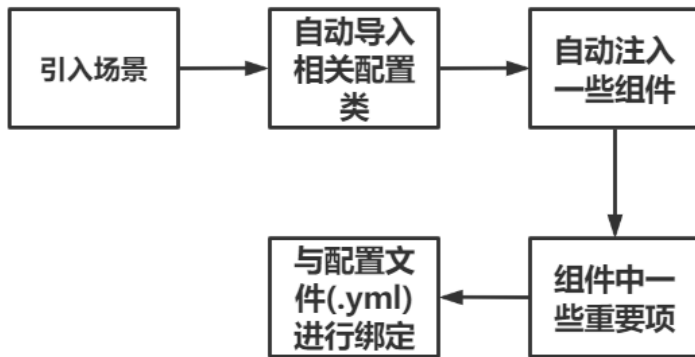 引入场景
自动导入
相关配置
类
自动注入
一些组件
组件中一
些重要项
与配置文
件(.yml)
进行绑定